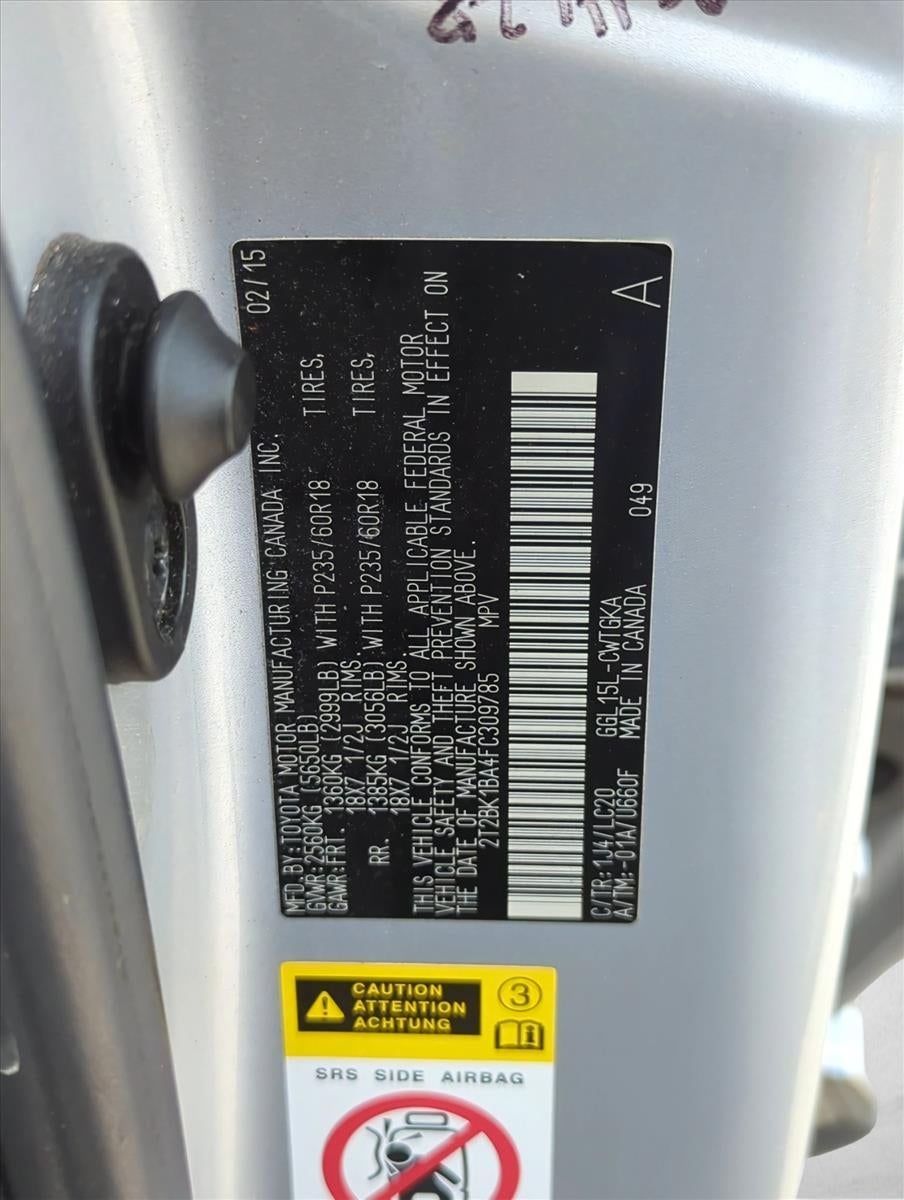 MFD. BY: TOYOTA MOTOR MANUFACTURING CANADA INC. 02/15
GVWR: 2560KG (5650LB)
GAWR: FRT. 1360KG (2999LB) WITH P235/60R18 TIRES,
18X7 1/2J RIMS.
RR. 1385KG (3056LB) WITH P235/60R18 TIRES,
18X7 1/2J RIMS.
THIS VEHICLE CONFORMS TO ALL APPLICABLE FEDERAL MOTOR
VEHICLE SAFETY AND THEFT PREVENTION STANDARDS IN EFFECT ON
THE DATE OF MANUFACTURE SHOWN ABOVE.
2T2BK1BA4FC309785 MPV
A
C/TR: 1J4/LC20 GGL15L-CWTGKA 049
A/TM: -01A/U660F MADE IN CANADA
CAUTION
ATTENTION
ACHTUNG
3
SRS SIDE AIRBAG